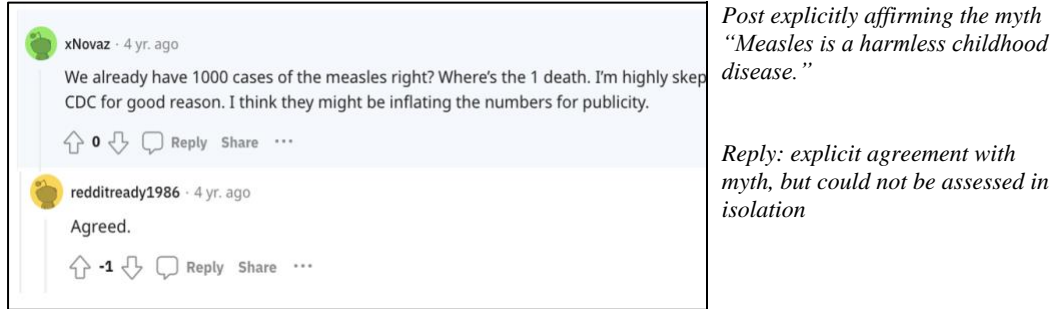 xNovaz · 4 yr. ago
We already have 1000 cases of the measles right? Where's the 1 death. I'm highly skep
CDC for good reason. I think they might be inflating the numbers for publicity.
0 Reply Share ...
redditready1986 · 4 yr. ago
Agreed.
-1 Reply Share ...
Post explicitly affirming the myth
“Measles is a harmless childhood
disease.”
Reply: explicit agreement with
myth, but could not be assessed in
isolation